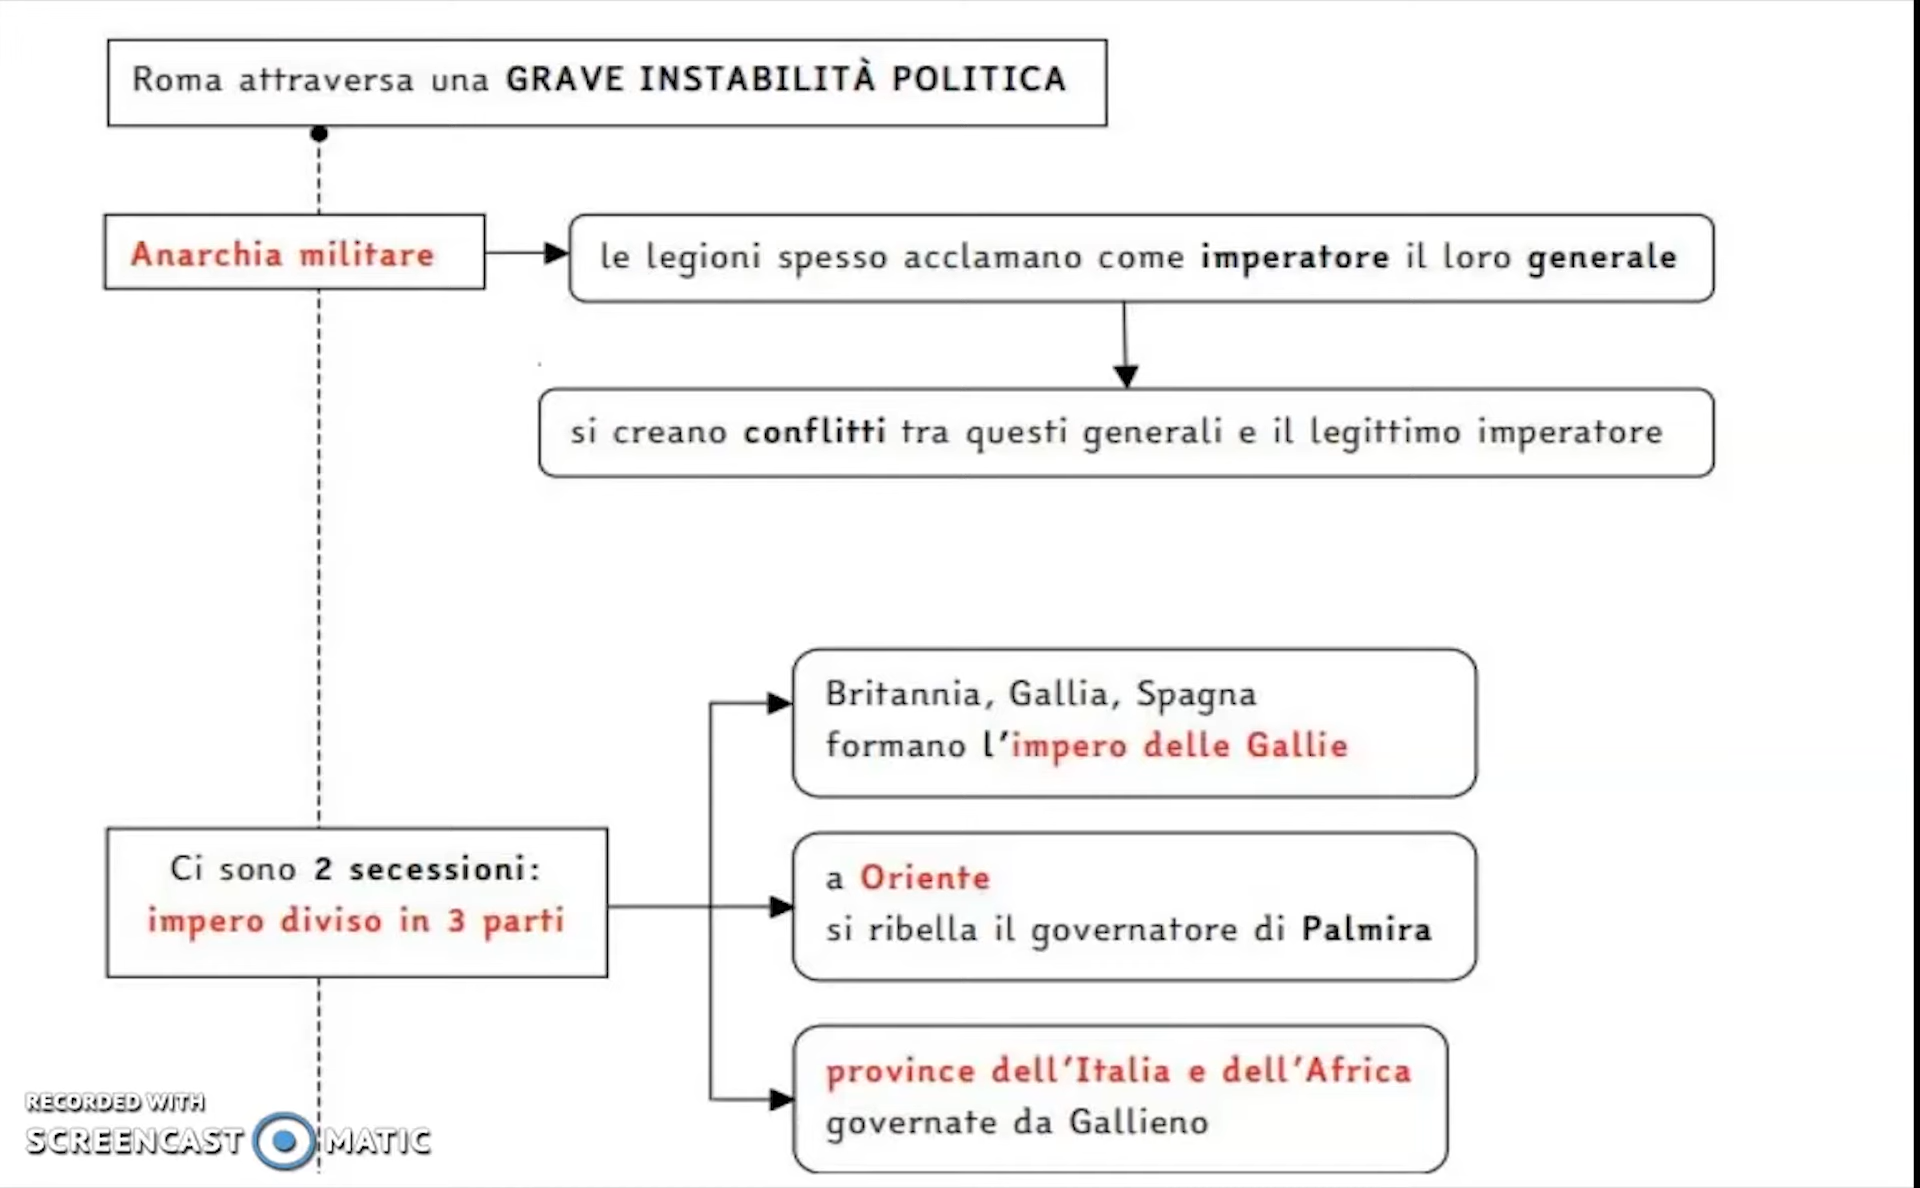 Roma attraversa una GRAVE INSTABILITÀ POLITICA
Anarchia militare
le legioni spesso acclamano come imperatore il loro generale
si creano conflitti tra questi generali e il legittimo imperatore
Ci sono 2 secessioni:
impero diviso in 3 parti
Britannia, Gallia, Spagna
formano l'impero delle Gallie
a Oriente
si ribella il governatore di Palmira
province dell'Italia e dell'Africa
governate da Gallieno
RECORDED WITH
SCREENCAST MATIC